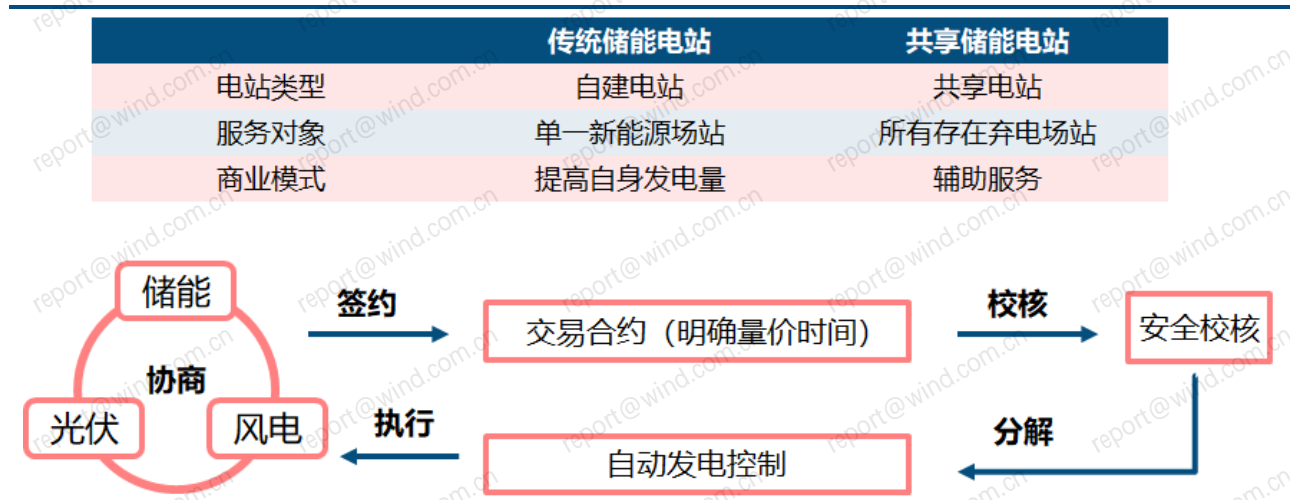 传统储能电站 共享储能电站
电站类型 自建电站 共享电站
服务对象 单一新能源场站 所有存在弃电场站
商业模式 提高自身发电量 辅助服务
储能
签约
校核
交易合约（明确量价时间）
安全校核
协商
光伏
风电
执行
分解
自动发电控制
report@wind.com.cn